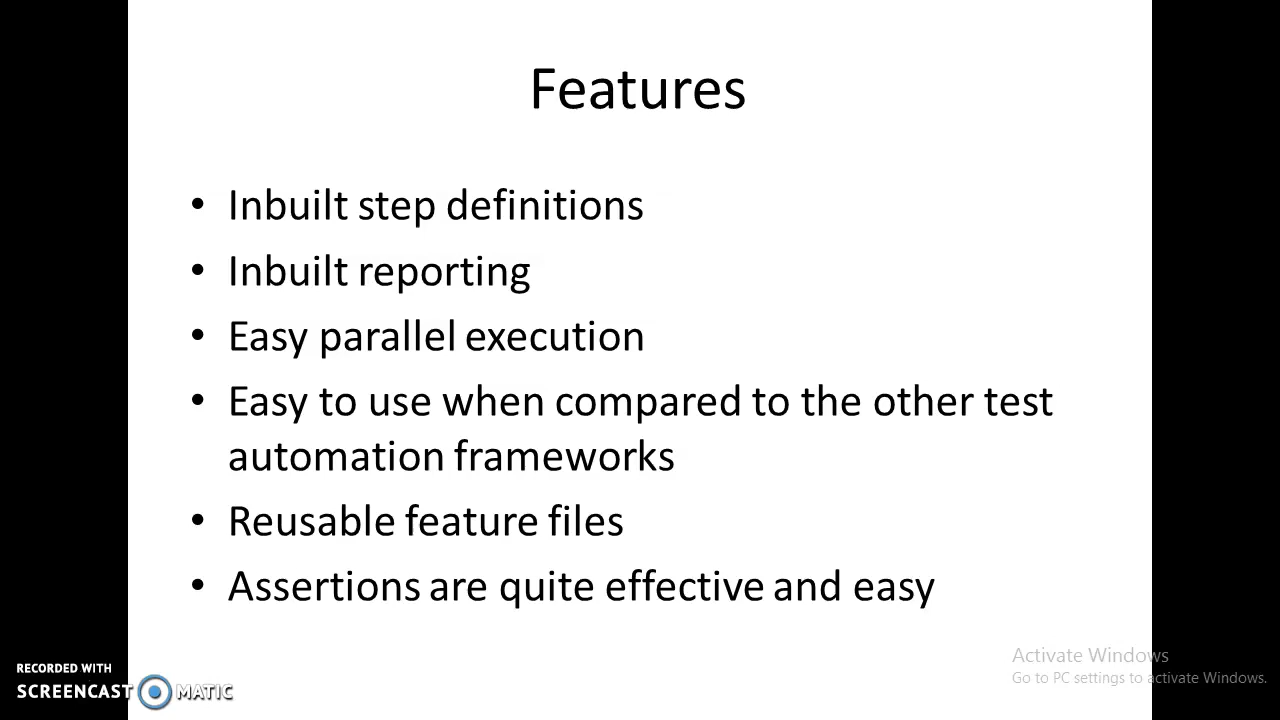 Features
• Inbuilt step definitions
• Inbuilt reporting
• Easy parallel execution
• Easy to use when compared to the other test
automation frameworks
• Reusable feature files
• Assertions are quite effective and easy
Activate Windows
Go to PC settings to activate Windows.
RECORDED WITH
SCREENCAST MATIC